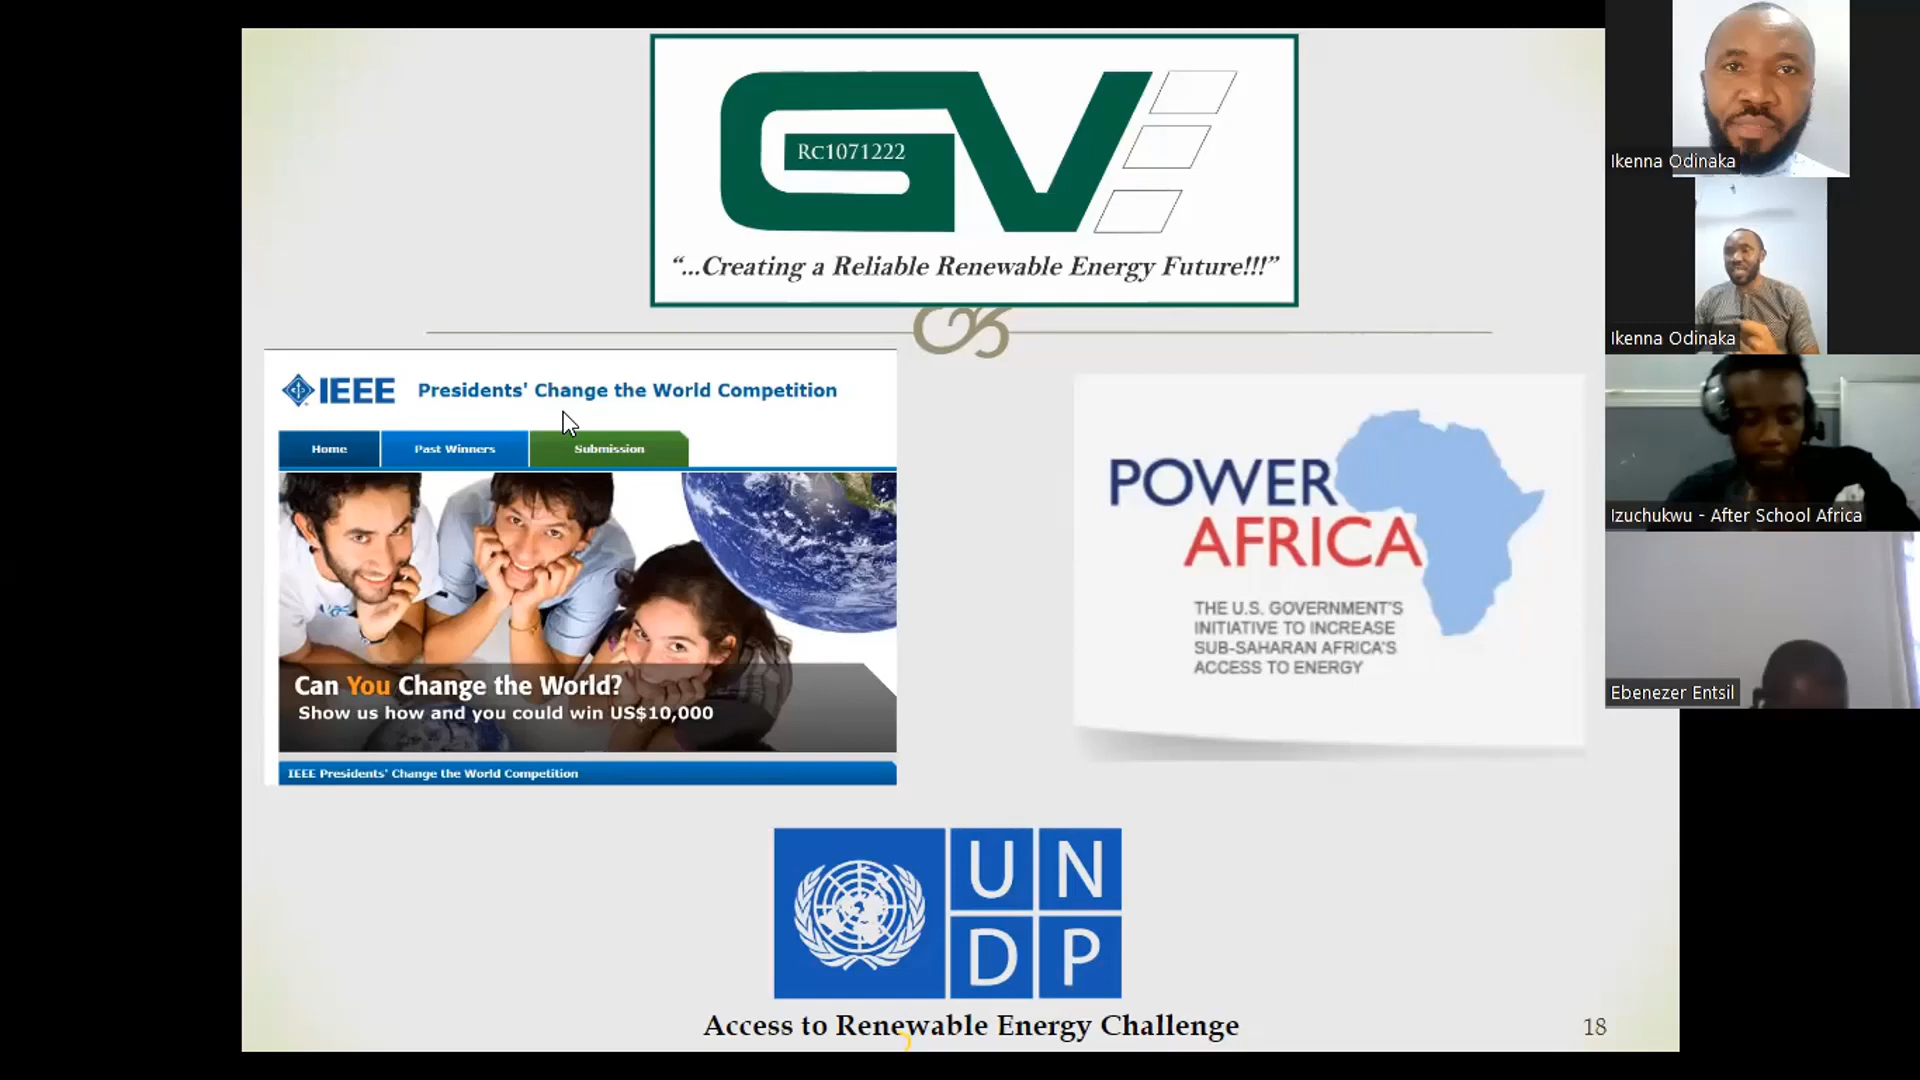 RC1071222
GV
“...Creating a Reliable Renewable Energy Future!!!”
IEEE Presidents' Change the World Competition
Home Past Winners Submission
Can You Change the World?
Show us how and you could win US$10,000
IEEE Presidents' Change the World Competition
POWER
AFRICA
THE U.S. GOVERNMENT'S
INITIATIVE TO INCREASE
SUB-SAHARAN AFRICA'S
ACCESS TO ENERGY
U N
D P
Access to Renewable Energy Challenge
18
Ikenna Odinaka
Ikenna Odinaka
Izuchukwu - After School Africa
Ebenezer Entsil